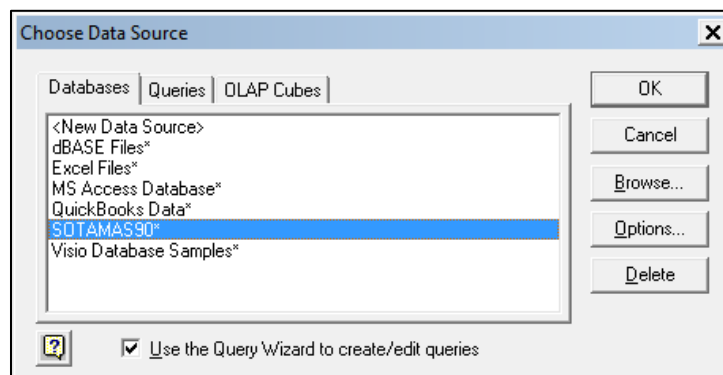 Choose Data Source
Databases
Queries
OLAP Cubes
<New Data Source>
dBASE Files*
Excel Files*
MS Access Database*
QuickBooks Data*
SOTAMAS90*
Visio Database Samples*
OK
Cancel
Browse...
Options...
Delete
?
Use the Query Wizard to create/edit queries